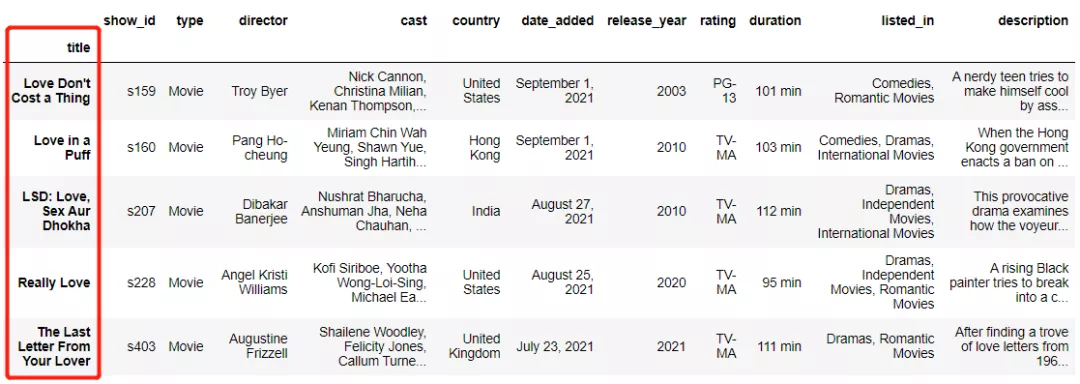 show_id type director cast country date_added release_year rating duration listed_in description
title
Love Don't
Cost a Thing
s159
Movie
Troy Byer
Nick Cannon,
Christina Milian,
Kenan Thompson,...
United
States
September 1,
2021
2003
PG-
13
101 min
Comedies,
Romantic Movies
A nerdy teen tries to
make himself cool
by ass...
Love in a
Puff
s160
Movie
Pang Ho-
cheung
Miriam Chin Wah
Yeung, Shawn Yue,
Singh Hartih...
Hong
Kong
September 1,
2021
2010
TV-
MA
103 min
Comedies, Dramas,
International Movies
When the Hong
Kong government
enacts a ban on ...
LSD: Love,
Sex Aur
Dhokha
s207
Movie
Dibakar
Banerjee
Nushrat Bharucha,
Anshuman Jha, Neha
Chauhan, ...
India
August 27,
2021
2010
TV-
MA
112 min
Dramas,
Independent
Movies,
International Movies
This provocative
drama examines
how the voyeur...
Really Love
s228
Movie
Angel Kristi
Williams
Kofi Siriboe, Yootha
Wong-Loi-Sing,
Michael Ea...
United
States
August 25,
2021
2020
TV-
MA
95 min
Dramas,
Independent
Movies, Romantic
Movies
A rising Black
painter tries to break
into a c...
The Last
Letter From
Your Lover
s403
Movie
Augustine
Frizzell
Shailene Woodley,
Felicity Jones,
Callum Turne...
United
Kingdom
July 23, 2021
2021
TV-
MA
111 min
Dramas, Romantic
Movies
After finding a trove
of love letters from
196...